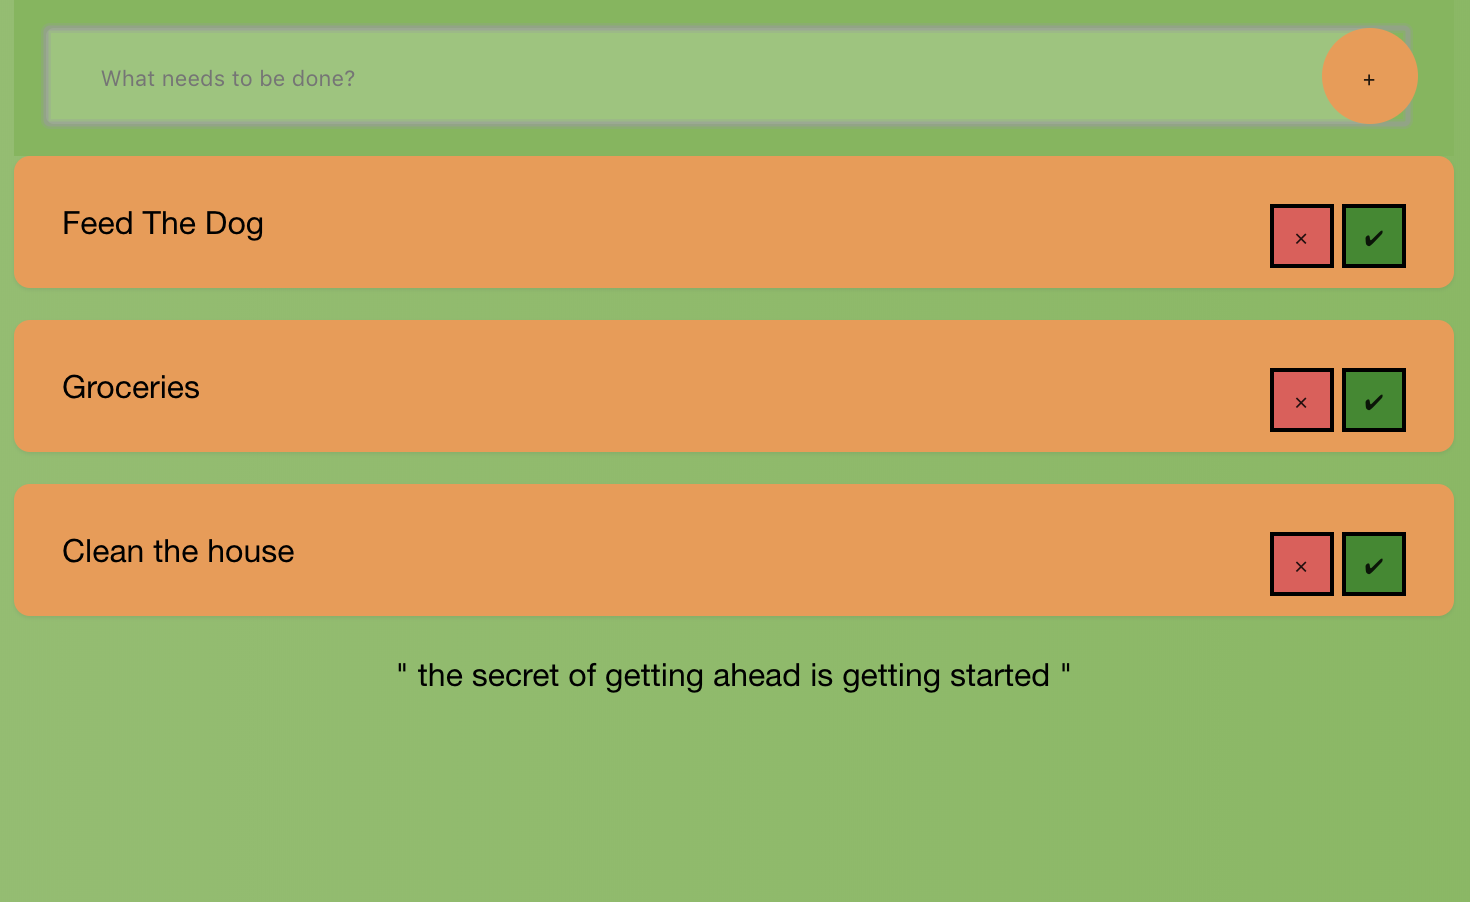 What needs to be done?
+
Feed The Dog
× ✔
Groceries
× ✔
Clean the house
× ✔
" the secret of getting ahead is getting started "